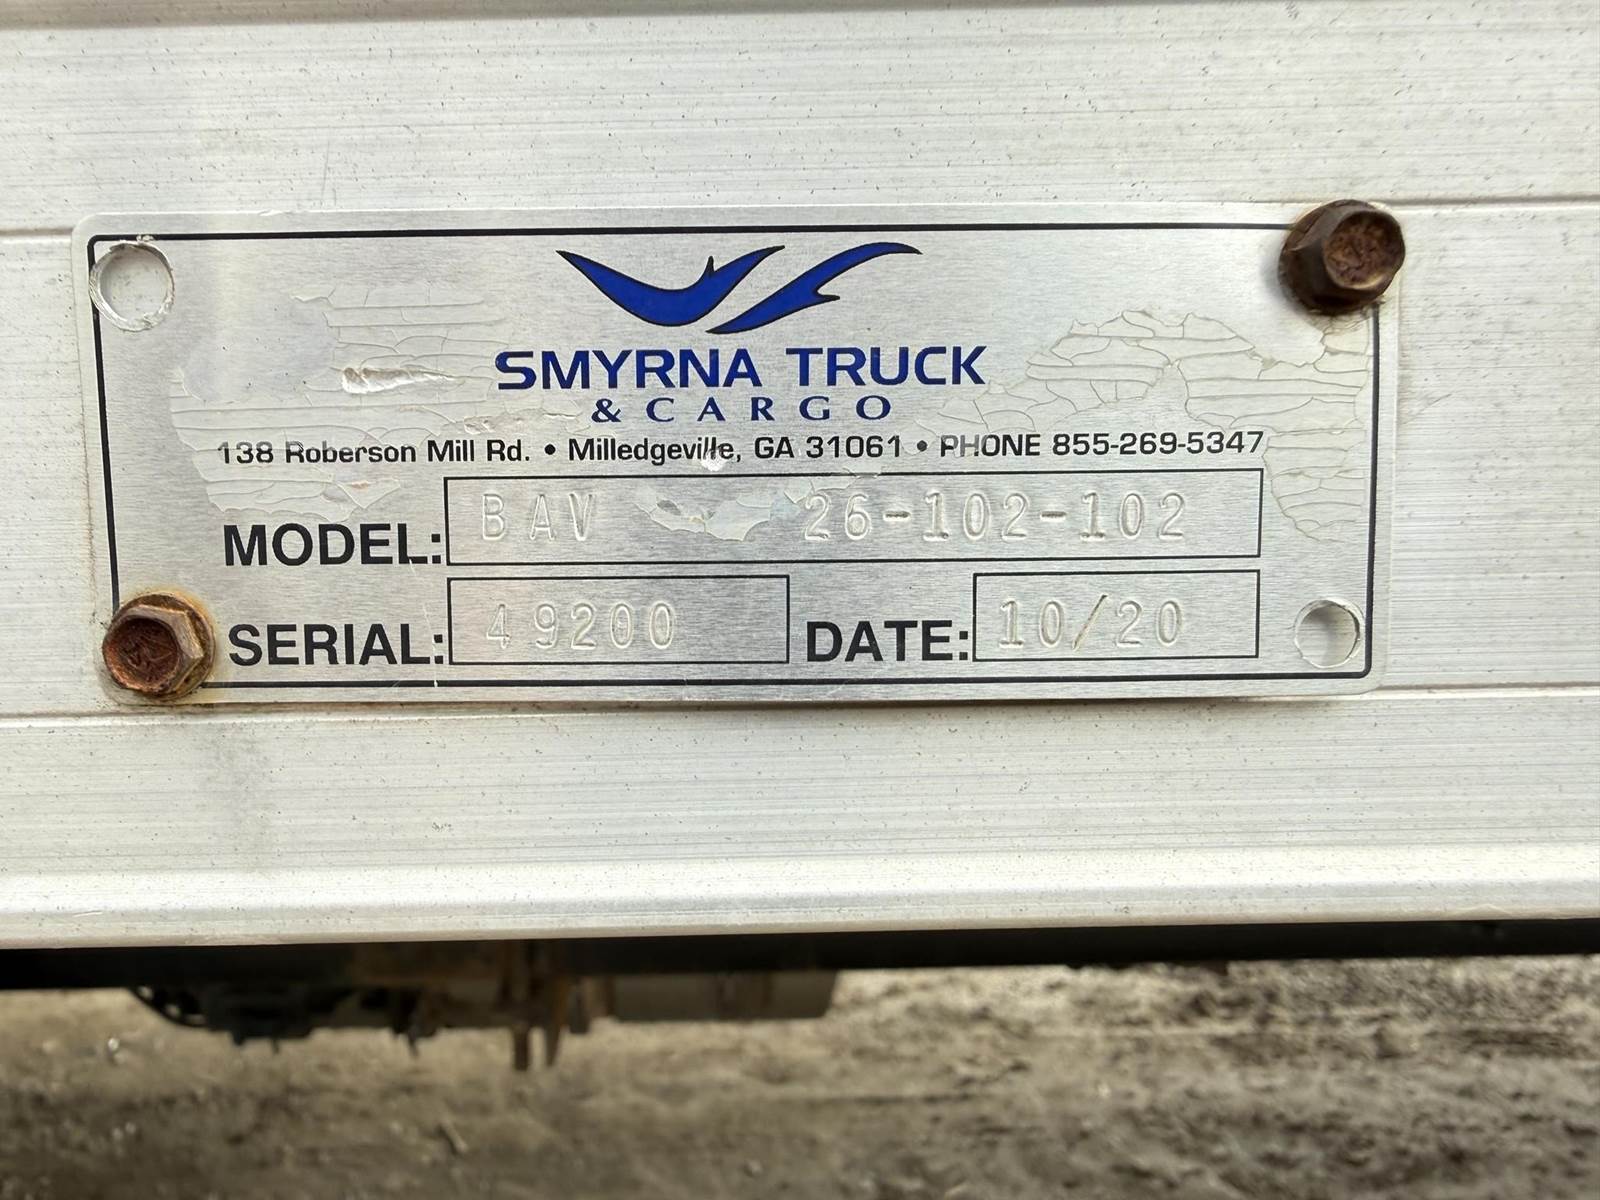 SMYRNA TRUCK
& CARGO
138 Roberson Mill Rd. • Milledgeville, GA 31061 • PHONE 855-269-5347
MODEL: BAV 26-102-102
SERIAL: 49200 DATE: 10/20